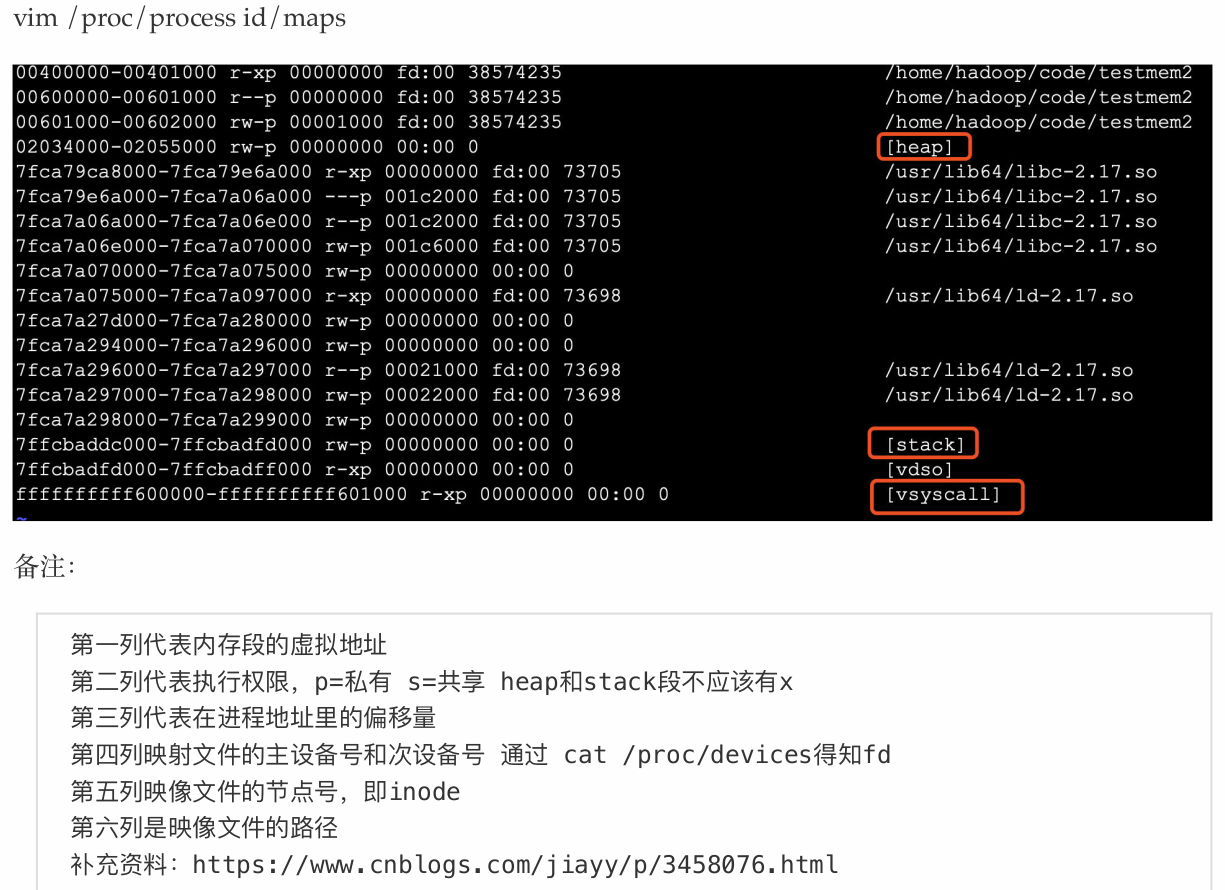 vim /proc/process id/maps
00400000-00401000 r-xp 00000000 fd:00 38574235 /home/hadoop/code/testmem2
00600000-00601000 r--p 00000000 fd:00 38574235 /home/hadoop/code/testmem2
00601000-00602000 rw-p 00001000 fd:00 38574235 /home/hadoop/code/testmem2
02034000-02055000 rw-p 00000000 00:00 0 [heap]
7fca79ca8000-7fca79e6a000 r-xp 00000000 fd:00 73705 /usr/lib64/libc-2.17.so
7fca79e6a000-7fca7a06a000 ---p 001c2000 fd:00 73705 /usr/lib64/libc-2.17.so
7fca7a06a000-7fca7a06e000 r--p 001c2000 fd:00 73705 /usr/lib64/libc-2.17.so
7fca7a06e000-7fca7a070000 rw-p 001c6000 fd:00 73705 /usr/lib64/libc-2.17.so
7fca7a070000-7fca7a075000 rw-p 00000000 00:00 0
7fca7a075000-7fca7a097000 r-xp 00000000 fd:00 73698 /usr/lib64/ld-2.17.so
7fca7a27d000-7fca7a280000 rw-p 00000000 00:00 0
7fca7a294000-7fca7a296000 rw-p 00000000 00:00 0
7fca7a296000-7fca7a297000 r--p 00021000 fd:00 73698 /usr/lib64/ld-2.17.so
7fca7a297000-7fca7a298000 rw-p 00022000 fd:00 73698 /usr/lib64/ld-2.17.so
7fca7a298000-7fca7a299000 rw-p 00000000 00:00 0
7ffcbaddc000-7ffcbadfd000 rw-p 00000000 00:00 0 [stack]
7ffcbadfd000-7ffcbadff000 r-xp 00000000 00:00 0 [vdso]
ffffffffff600000-ffffffffff601000 r-xp 00000000 00:00 0 [vsyscall]
~
备注：
第一列代表内存段的虚拟地址
第二列代表执行权限，p=私有 s=共享 heap和stack段不应该有x
第三列代表在进程地址里的偏移量
第四列映射文件的主设备号和次设备号 通过 cat /proc/devices得知fd
第五列映像文件的节点号，即inode
第六列是映像文件的路径
补充资料：https://www.cnblogs.com/jiayy/p/3458076.html